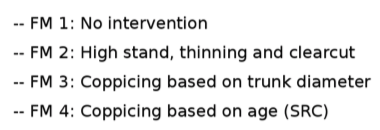 -- FM 1: No intervention
-- FM 2: High stand, thinning and clearcut
-- FM 3: Coppicing based on trunk diameter
-- FM 4: Coppicing based on age (SRC)